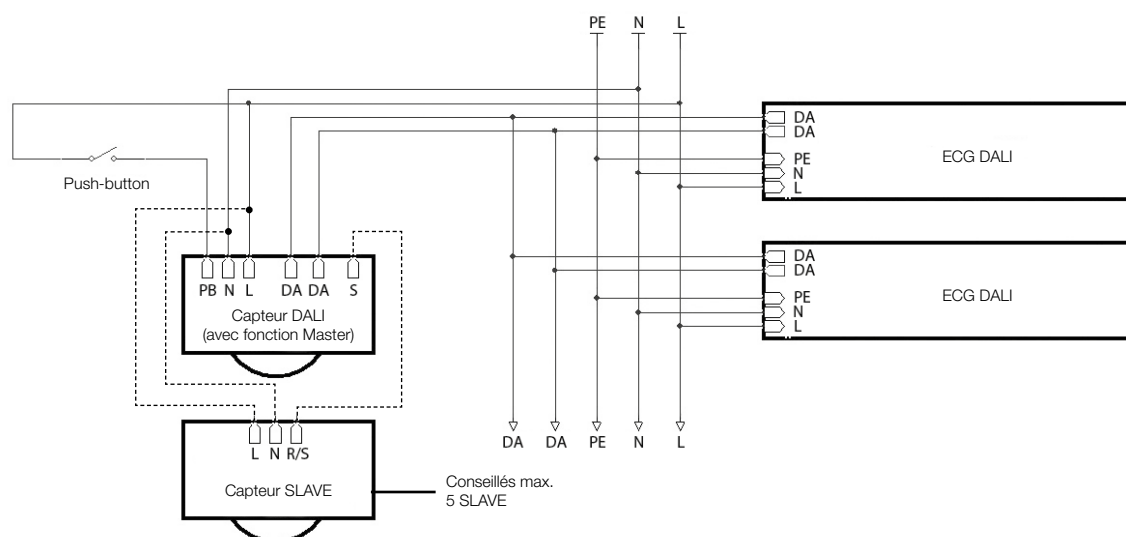 PE N L
DA
DA
ECG DALI
PE
N
L
Push-button
DA
DA
ECG DALI
PE
N
L
PB N L DA DA S
Capteur DALI
(avec fonction Master)
DA DA PE N L
L N R/S
Capteur SLAVE
Conseillés max.
5 SLAVE